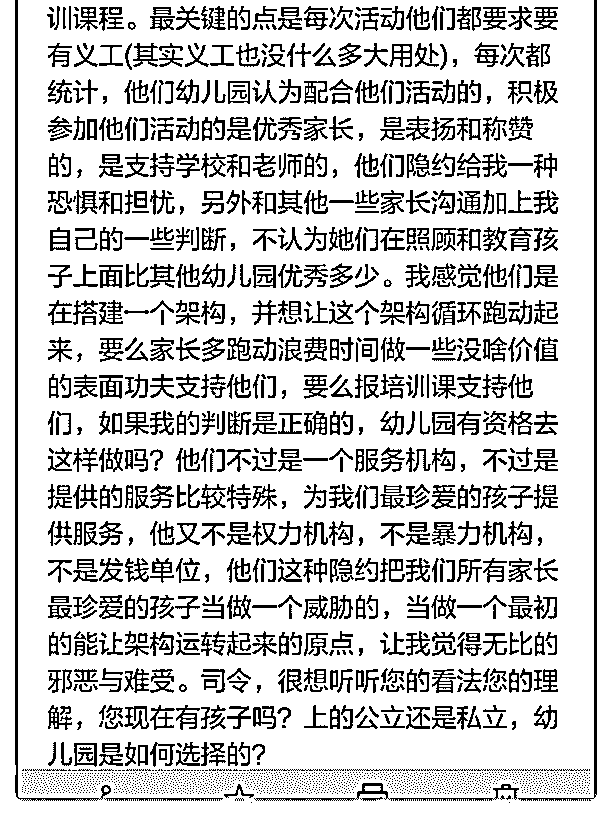 训课程。最关键的点是每次活动他们都要求要
有义工(其实义工也没什么多大用处)，每次都
统计，他们幼儿园认为配合他们活动的，积极
参加他们活动的是优秀家长，是表扬和称赞
的，是支持学校和老师的，他们隐约给我一种
恐惧和担忧，另外和其他一些家长沟通加上我
自己的一些判断，不认为她们在照顾和教育孩
子上面比其他幼儿园优秀多少。我感觉他们是
在搭建一个架构，并想让这个架构循环跑动起
来，要么家长多跑动浪费时间做一些没啥价值
的表面功夫支持他们，要么报培训课支持他
们，如果我的判断是正确的，幼儿园有资格去
这样做吗？他们不过是一个服务机构，不过是
提供的服务比较特殊，为我们最珍爱的孩子提
供服务，他又不是权力机构，不是暴力机构，
不是发钱单位，他们这种隐约把我们所有家长
最珍爱的孩子当做一个威胁的，当做一个最初
的能让架构运转起来的原点，让我觉得无比的
邪恶与难受。司令，很想听听您的看法您的理
解，您现在有孩子吗？上的公立还是私立，幼
儿园是如何选择的？